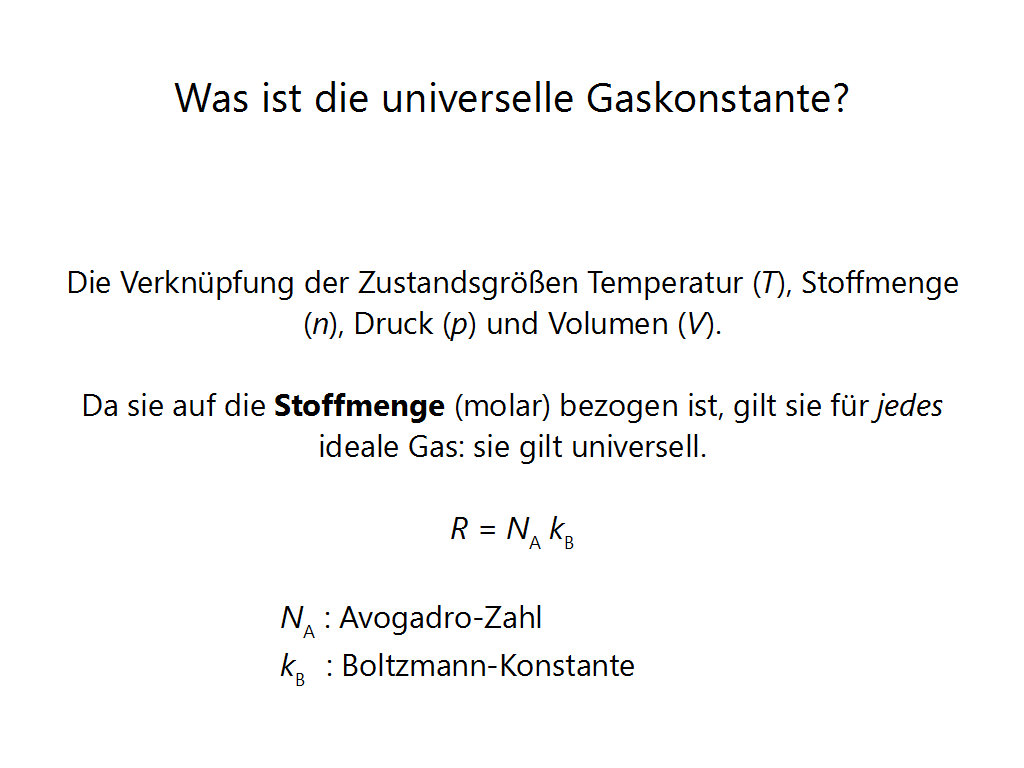 Was ist die universelle Gaskonstante?
Die Verknüpfung der Zustandsgrößen Temperatur (T), Stoffmenge
(n), Druck (p) und Volumen (V).
Da sie auf die Stoffmenge (molar) bezogen ist, gilt sie für jedes
ideale Gas: sie gilt universell.
R = N_A k_B
N_A : Avogadro-Zahl
k_B : Boltzmann-Konstante